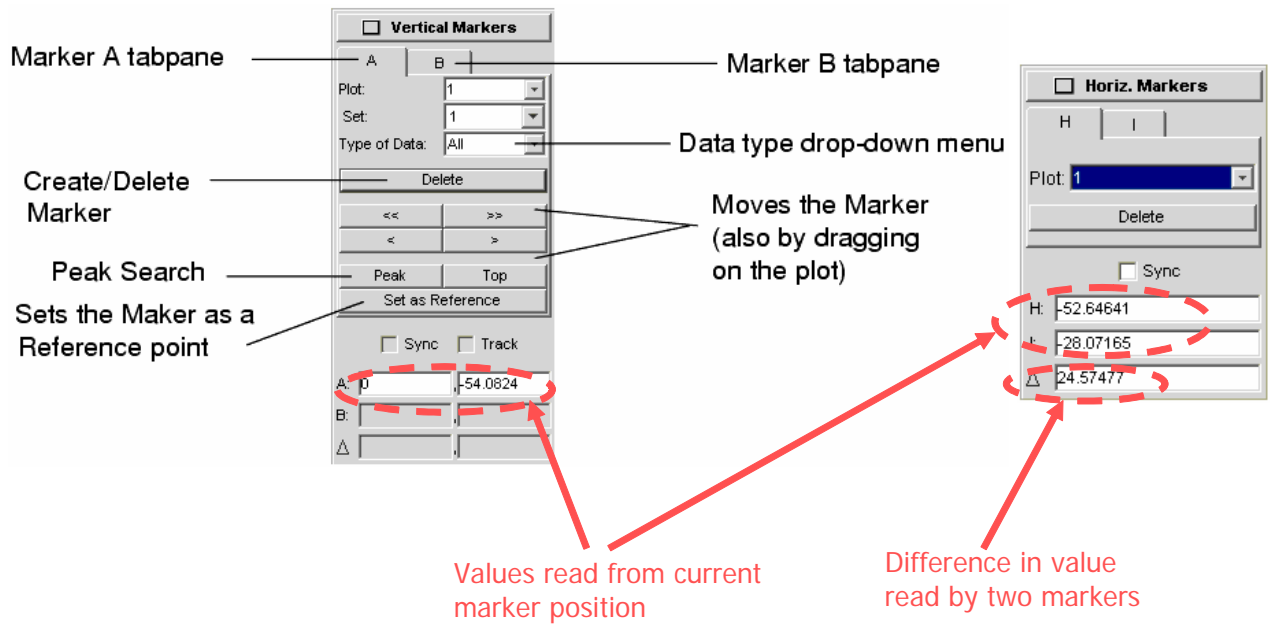 Vertical Markers
Marker A tabpane
A
B
Marker B tabpane
Plot:
1
Set:
1
Type of Data:
All
Data type drop-down menu
Create/Delete
Marker
Delete
<<
>>
<
>
Moves the Marker
(also by dragging
on the plot)
Peak Search
Peak
Top
Sets the Maker as a
Reference point
Set as Reference
Sync
Track
A:
0
,
-54.0824
B:
,
Δ
,
Horiz. Markers
H
I
Plot:
1
Delete
Sync
H:
-52.64641
I:
-28.07165
Δ
24.57477
Values read from current
marker position
Difference in value
read by two markers